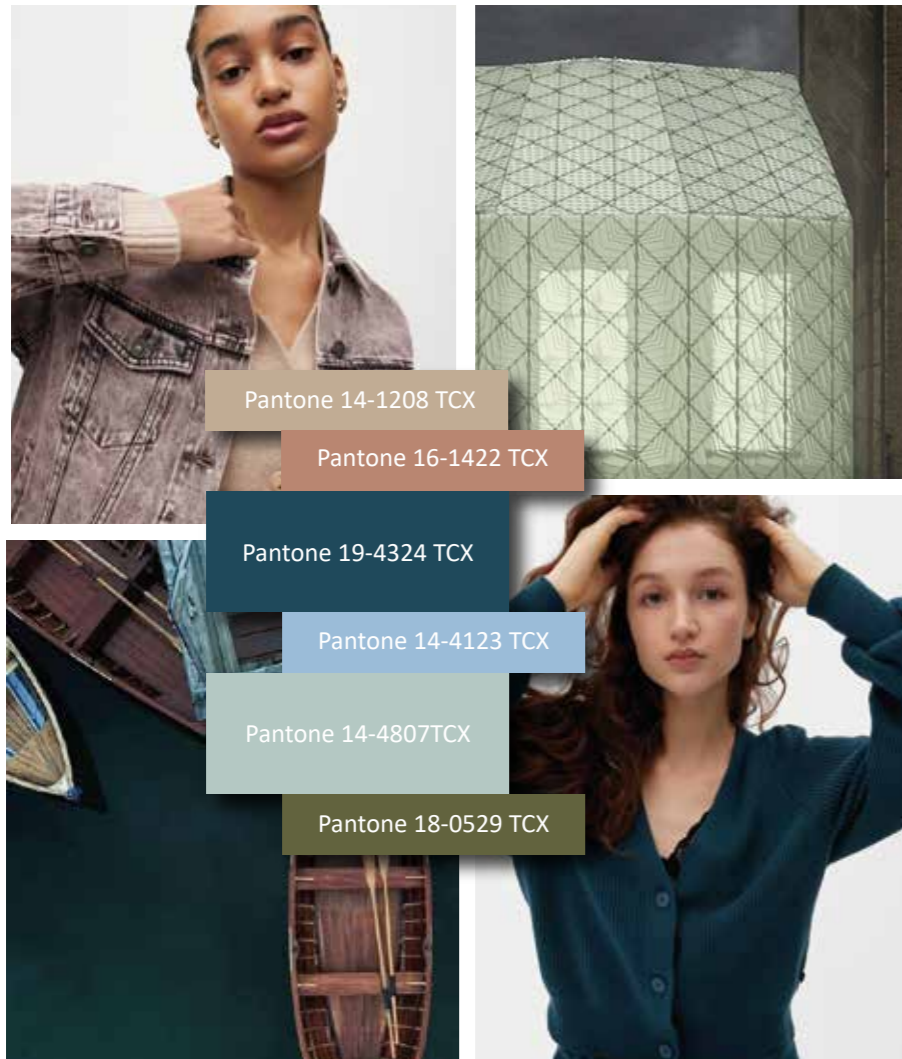 Pantone 14-1208 TCX
Pantone 16-1422 TCX
Pantone 19-4324 TCX
Pantone 14-4123 TCX
Pantone 14-4807TCX
Pantone 18-0529 TCX